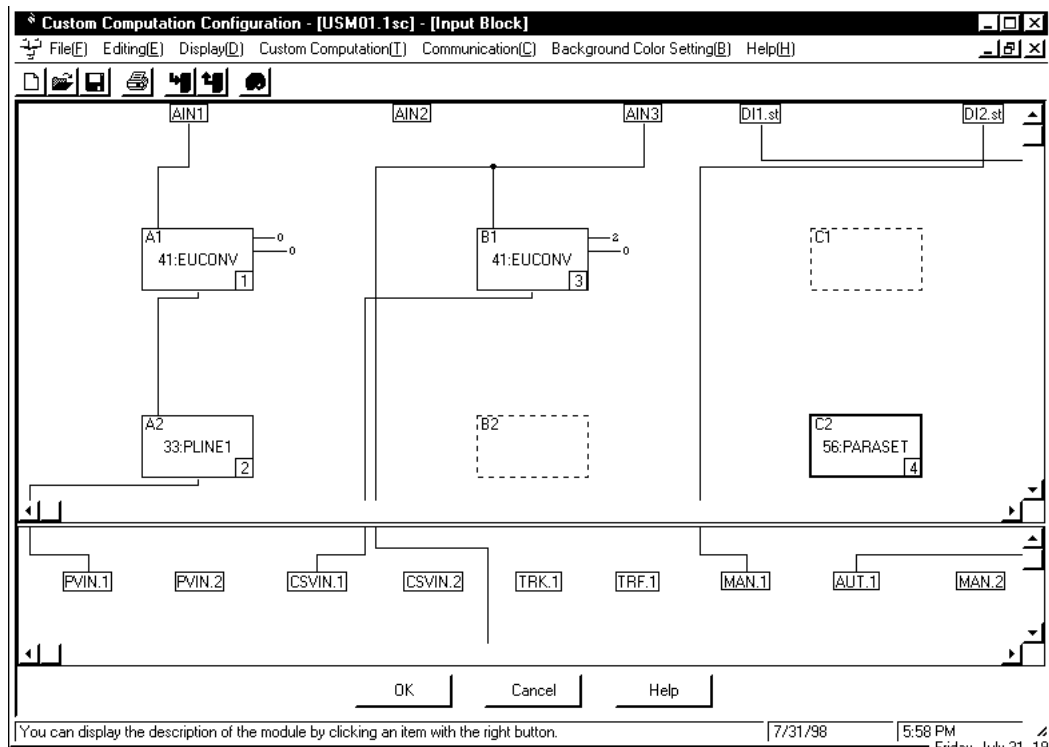 Custom Computation Configuration - [USM01.1sc] - [Input Block]
File(F) Editing(E) Display(D) Custom Computation(T) Communication(C) Background Color Setting(B) Help(H)
AIN1 AIN2 AIN3 DI1.st DI2.st
A1 0 B1 2 C1
0 0
41:EUCONV 41:EUCONV
1 3
A2 B2 C2
33:PLINE1 56:PARASET
2 4
PVIN.1 PVIN.2 CSVIN.1 CSVIN.2 TRK.1 TRF.1 MAN.1 AUT.1 MAN.2
OK Cancel Help
You can display the description of the module by clicking an item with the right button. 7/31/98 5:58 PM